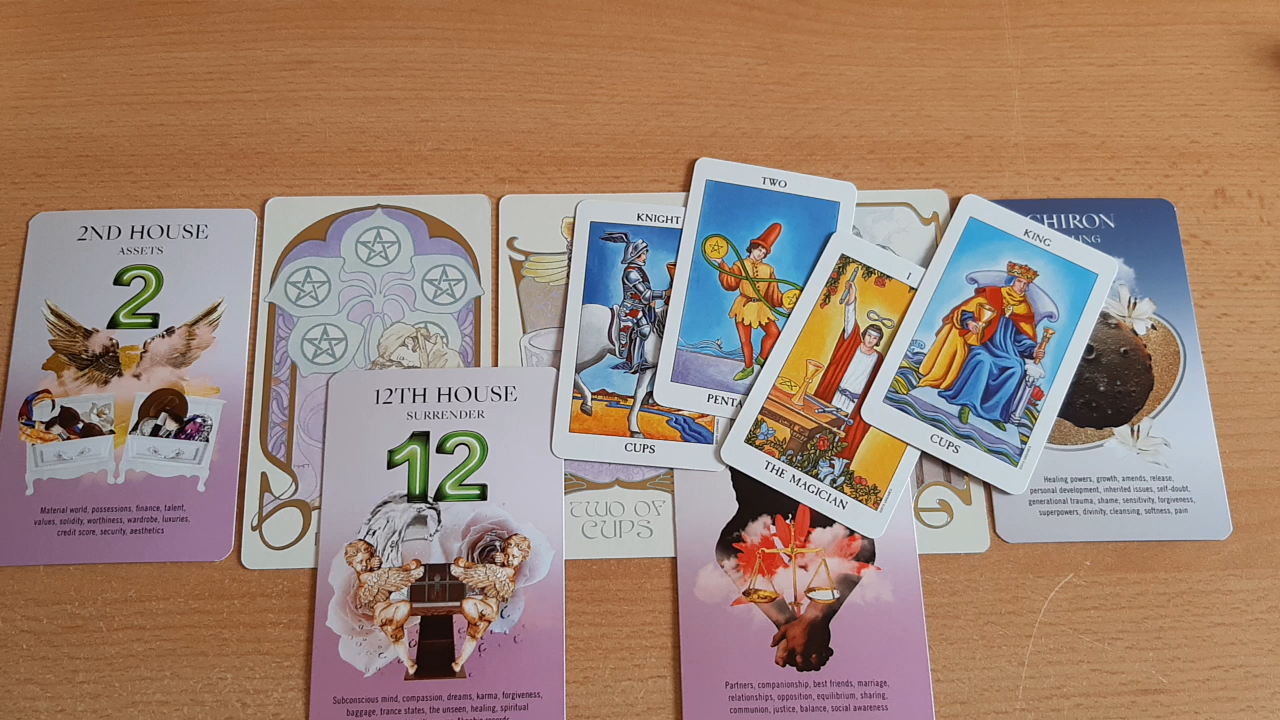 2ND HOUSE
ASSETS
2
Material world, possessions, finance, talent,
values, solidity, worthiness, wardrobe, luxuries,
credit score, security, aesthetics
12TH HOUSE
SURRENDER
12
Subconscious mind, compassion, dreams, karma, forgiveness,
baggage, trance states, the unseen, healing, spiritual
TWO OF
CUPS
KNIGHT
CUPS
TWO
PENTA
I
THE MAGICIAN
KING
CUPS
Partners, companionship, best friends, marriage,
relationships, opposition, equilibrium, sharing,
communion, justice, balance, social awareness
CHIRON
LING
Healing powers, growth, amends, release,
personal development, inherited issues, self-doubt,
generational trauma, shame, sensitivity, forgiveness,
superpowers, divinity, cleansing, softness, pain